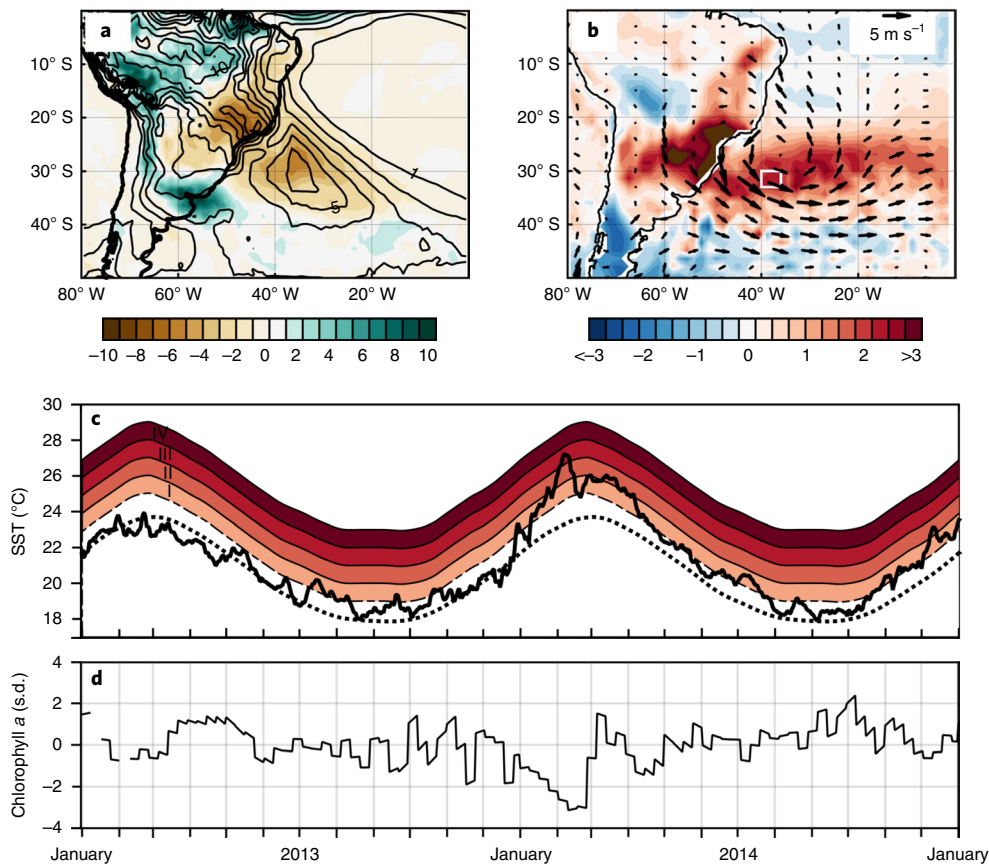 a
10
5
1
10° S
20° S
30° S
40° S
80° W
60° W
40° W
20° W
−10 −8 −6 −4 −2 0 2 4 6 8 10
b
5 m s⁻¹
10° S
20° S
30° S
40° S
80° W
60° W
40° W
20° W
<−3 −2 −1 0 1 2 >3
c
SST (°C)
30
28
26
24
22
20
18
IV
III
II
I
d
Chlorophyll a (s.d.)
4
2
0
−2
−4
January 2013 January 2014 January